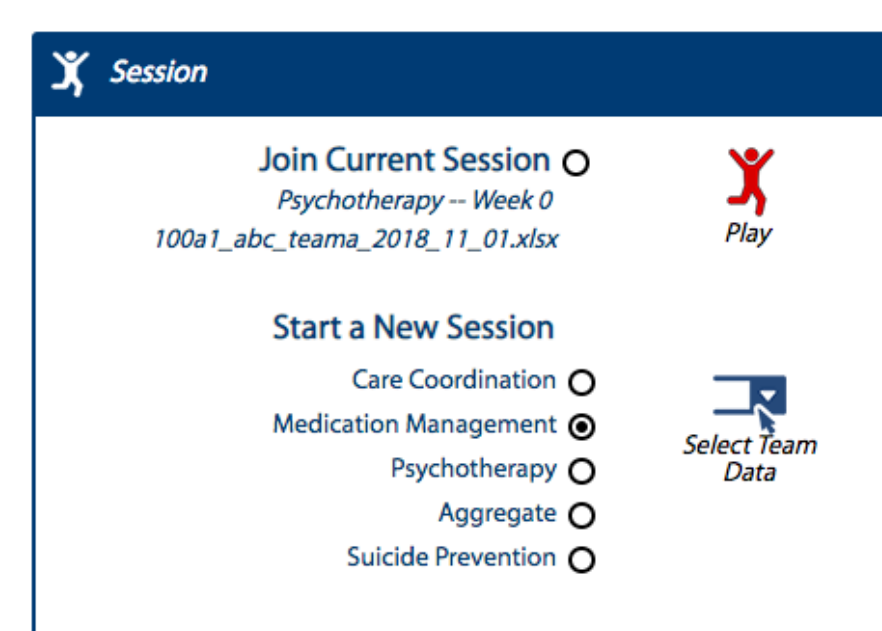 Session
Join Current Session
Psychotherapy -- Week 0
100a1_abc_teama_2018_11_01.xlsx
Play
Start a New Session
Care Coordination
Medication Management
Psychotherapy
Aggregate
Suicide Prevention
Select Team
Data